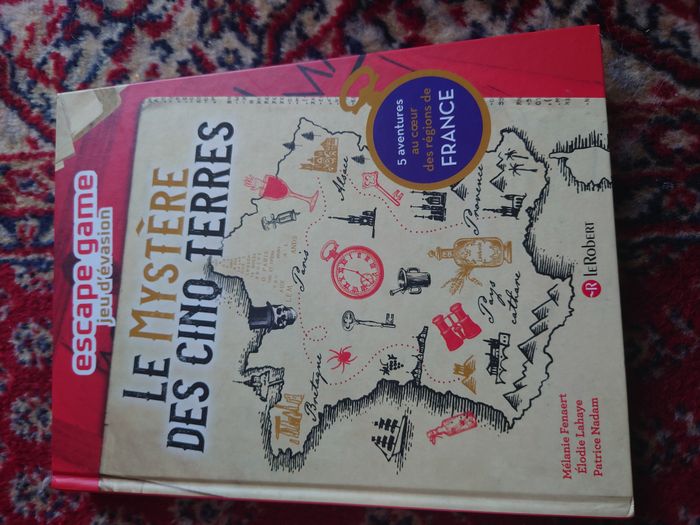 escape game
jeu d'évasion
LE MYSTÈRE
DES CINQ TERRES
5 aventures
au cœur
des régions de
FRANCE
Alsace
Paris
Bretagne
Provence
Pays
cathare
Mélanie Fenaert
Élodie Lahaye
Patrice Nadam
R LE ROBERT